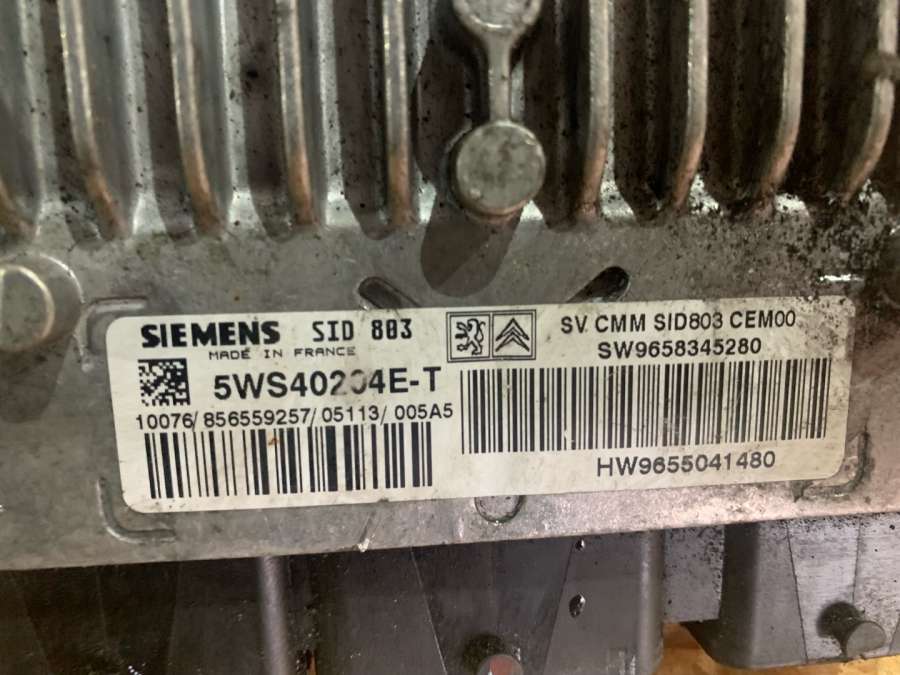 SIEMENS SID 803
MADE IN FRANCE
5WS40204E-T
10076/856559257/05113/005A5
SV. CMM SID803 CEM00
SW9658345280
HW9655041480